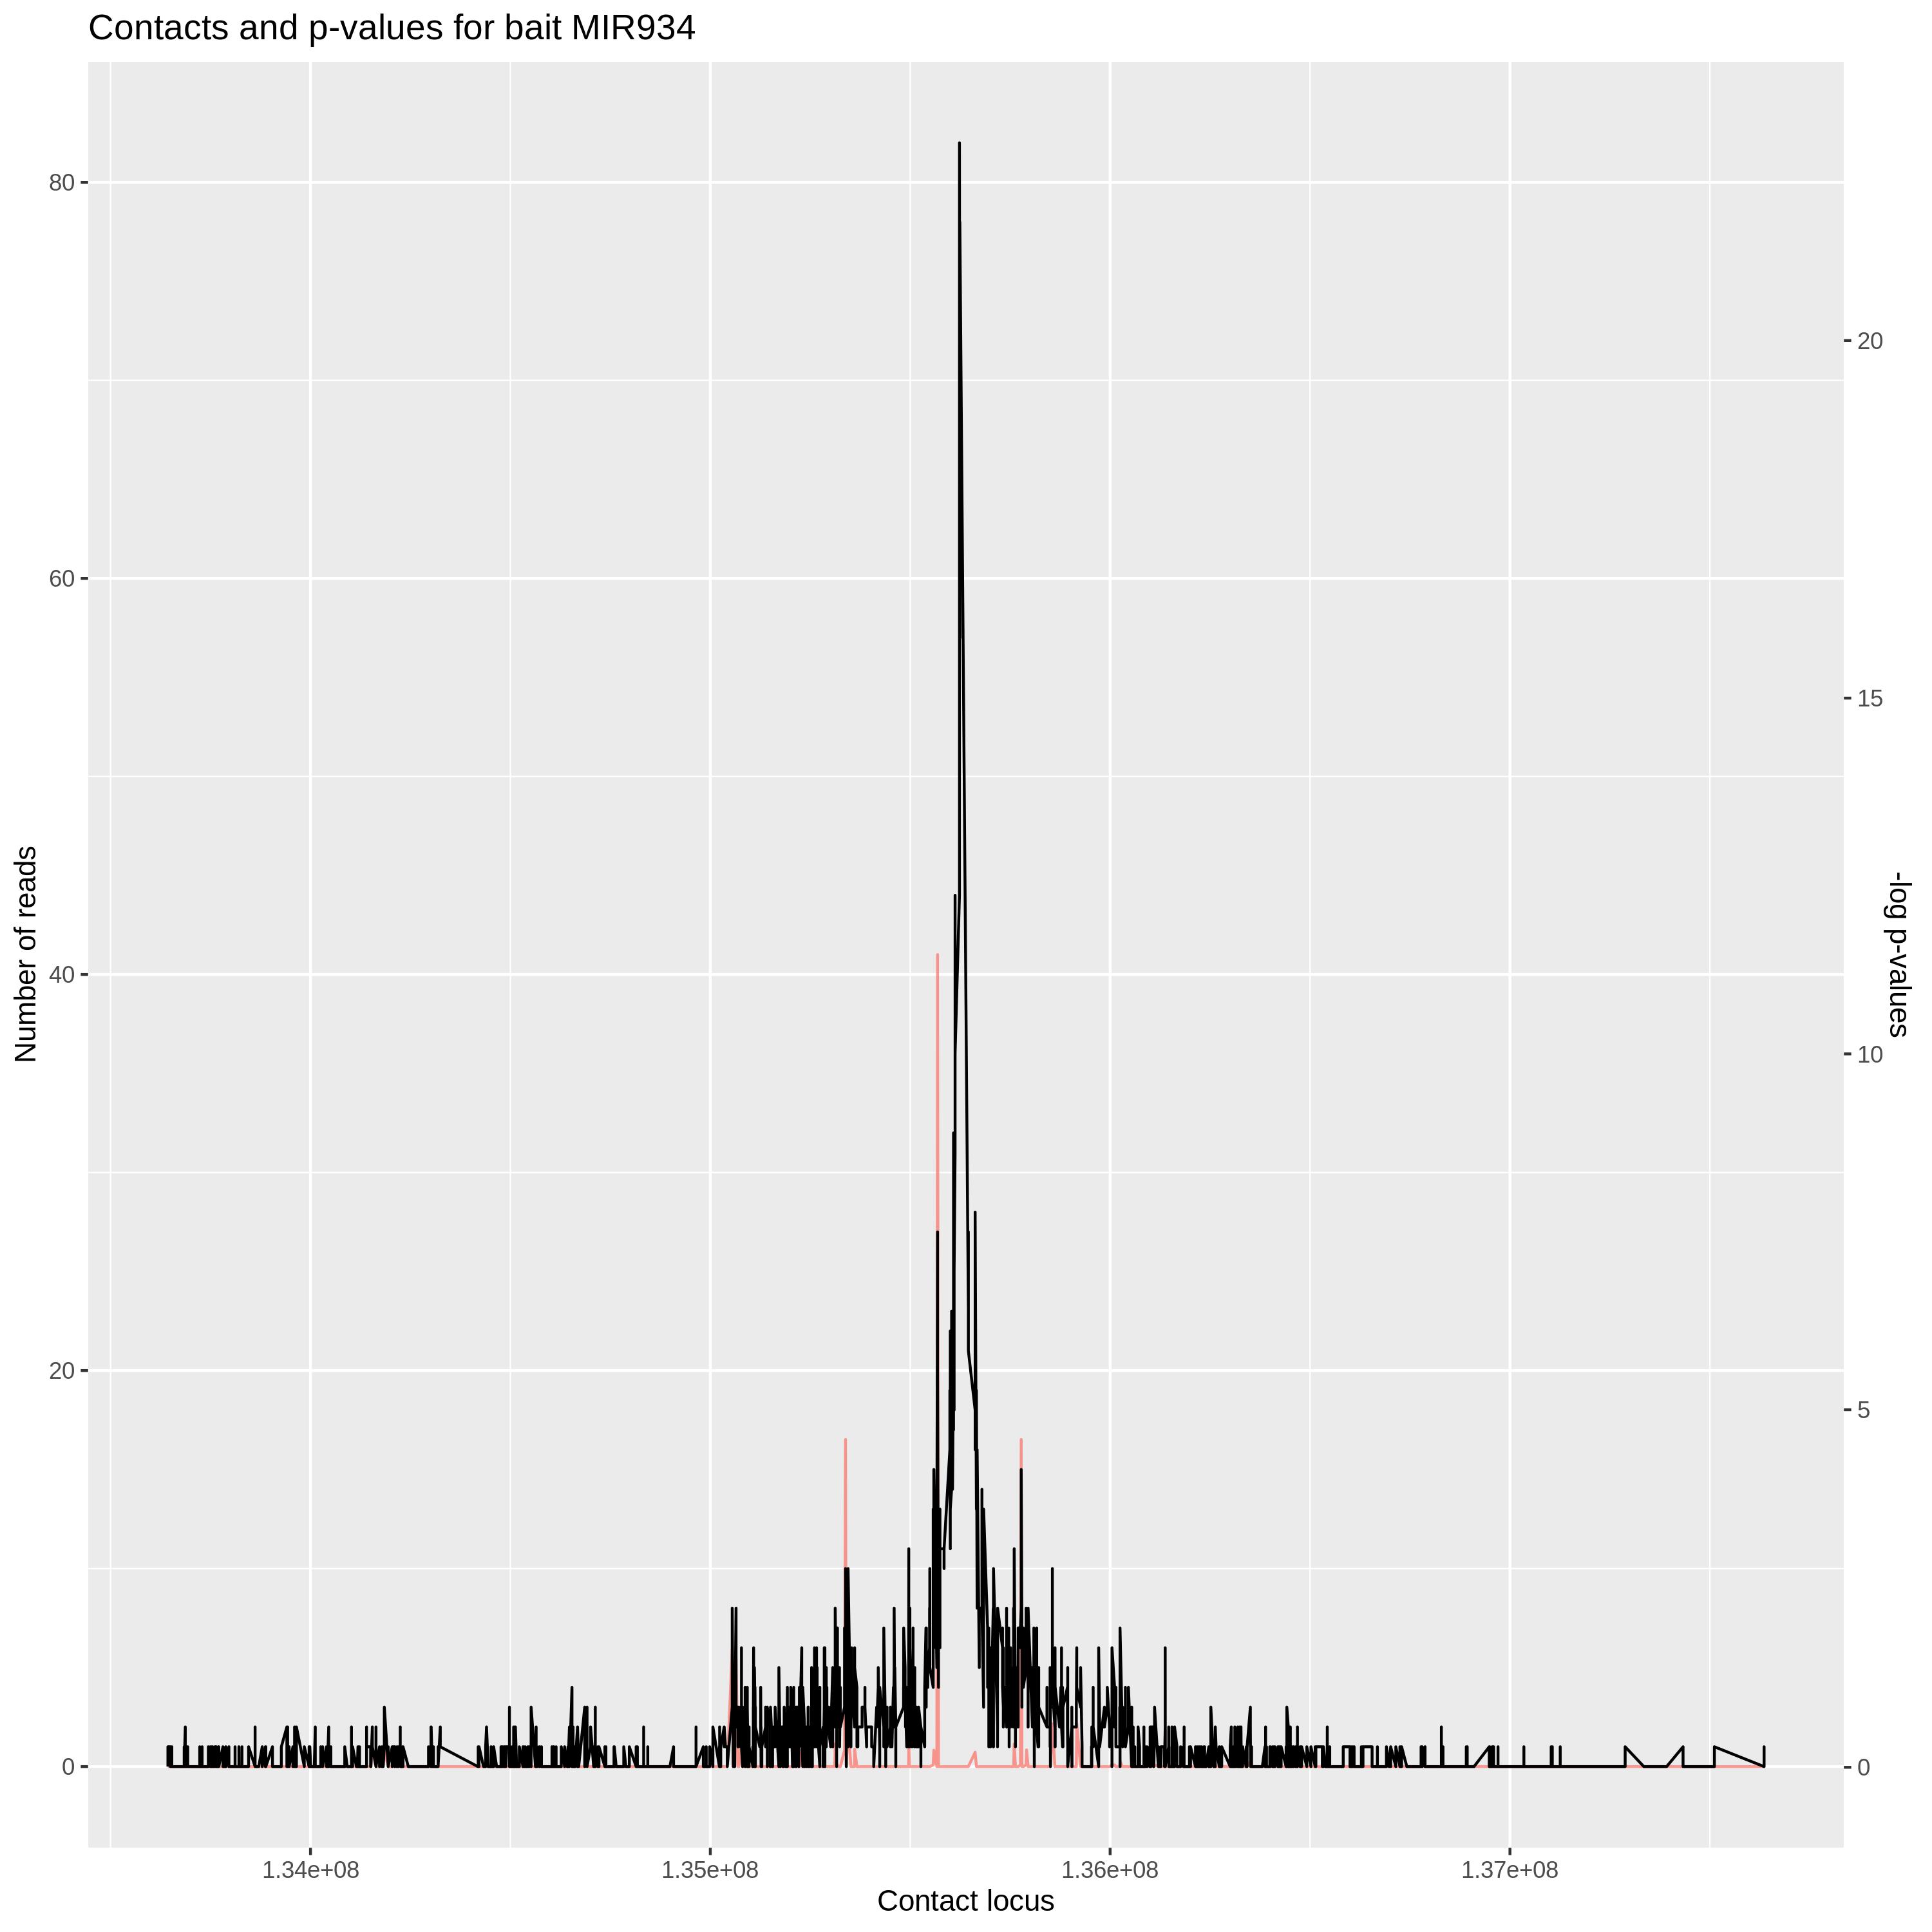 Contacts and p-values for bait MIR934
80
60
40
20
0
Number of reads
20
15
10
5
0
-log p-values
1.34e+08
1.35e+08
1.36e+08
1.37e+08
Contact locus